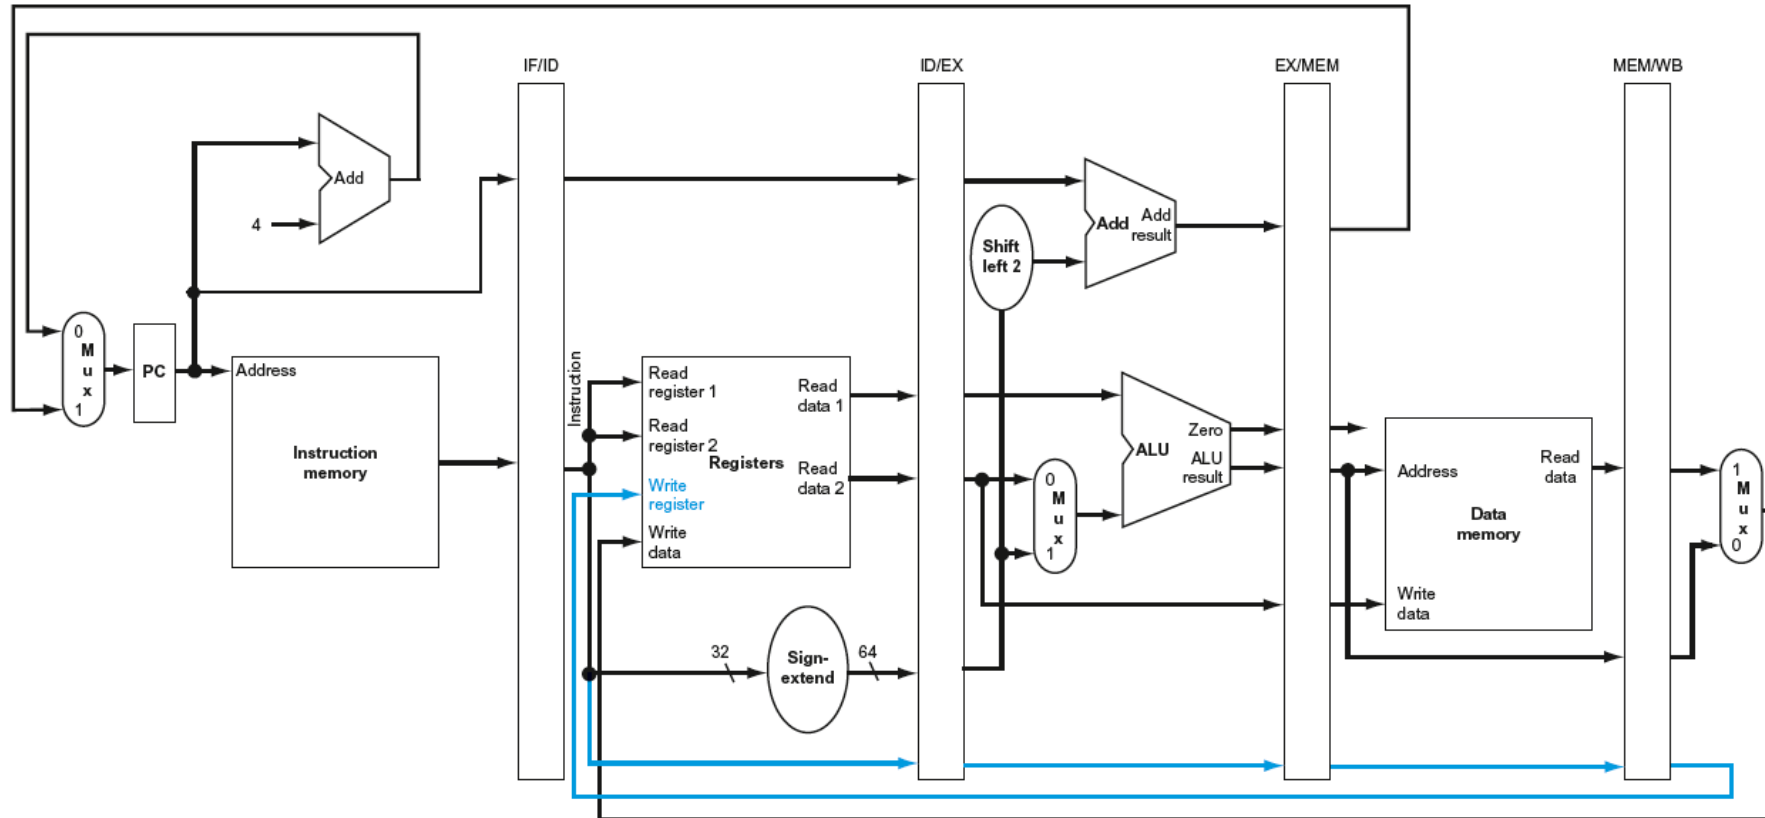 IF/ID
ID/EX
EX/MEM
MEM/WB
Add
4
Shift
left 2
Add
Add
result
0
M
u
x
1
PC
Address
Instruction
memory
Instruction
Read
register 1
Read
register 2
Write
register
Write
data
Registers
Read
data 1
Read
data 2
32
Sign-
extend
64
0
M
u
x
1
ALU
Zero
ALU
result
Address
Read
data
Data
memory
Write
data
1
M
u
x
0